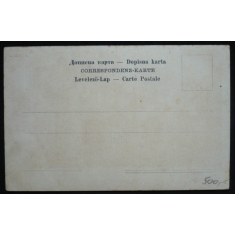 Дописна карта — Dopisna karta
CORRESPONDENZ-KARTE
Levelező-Lap — Carte Postale